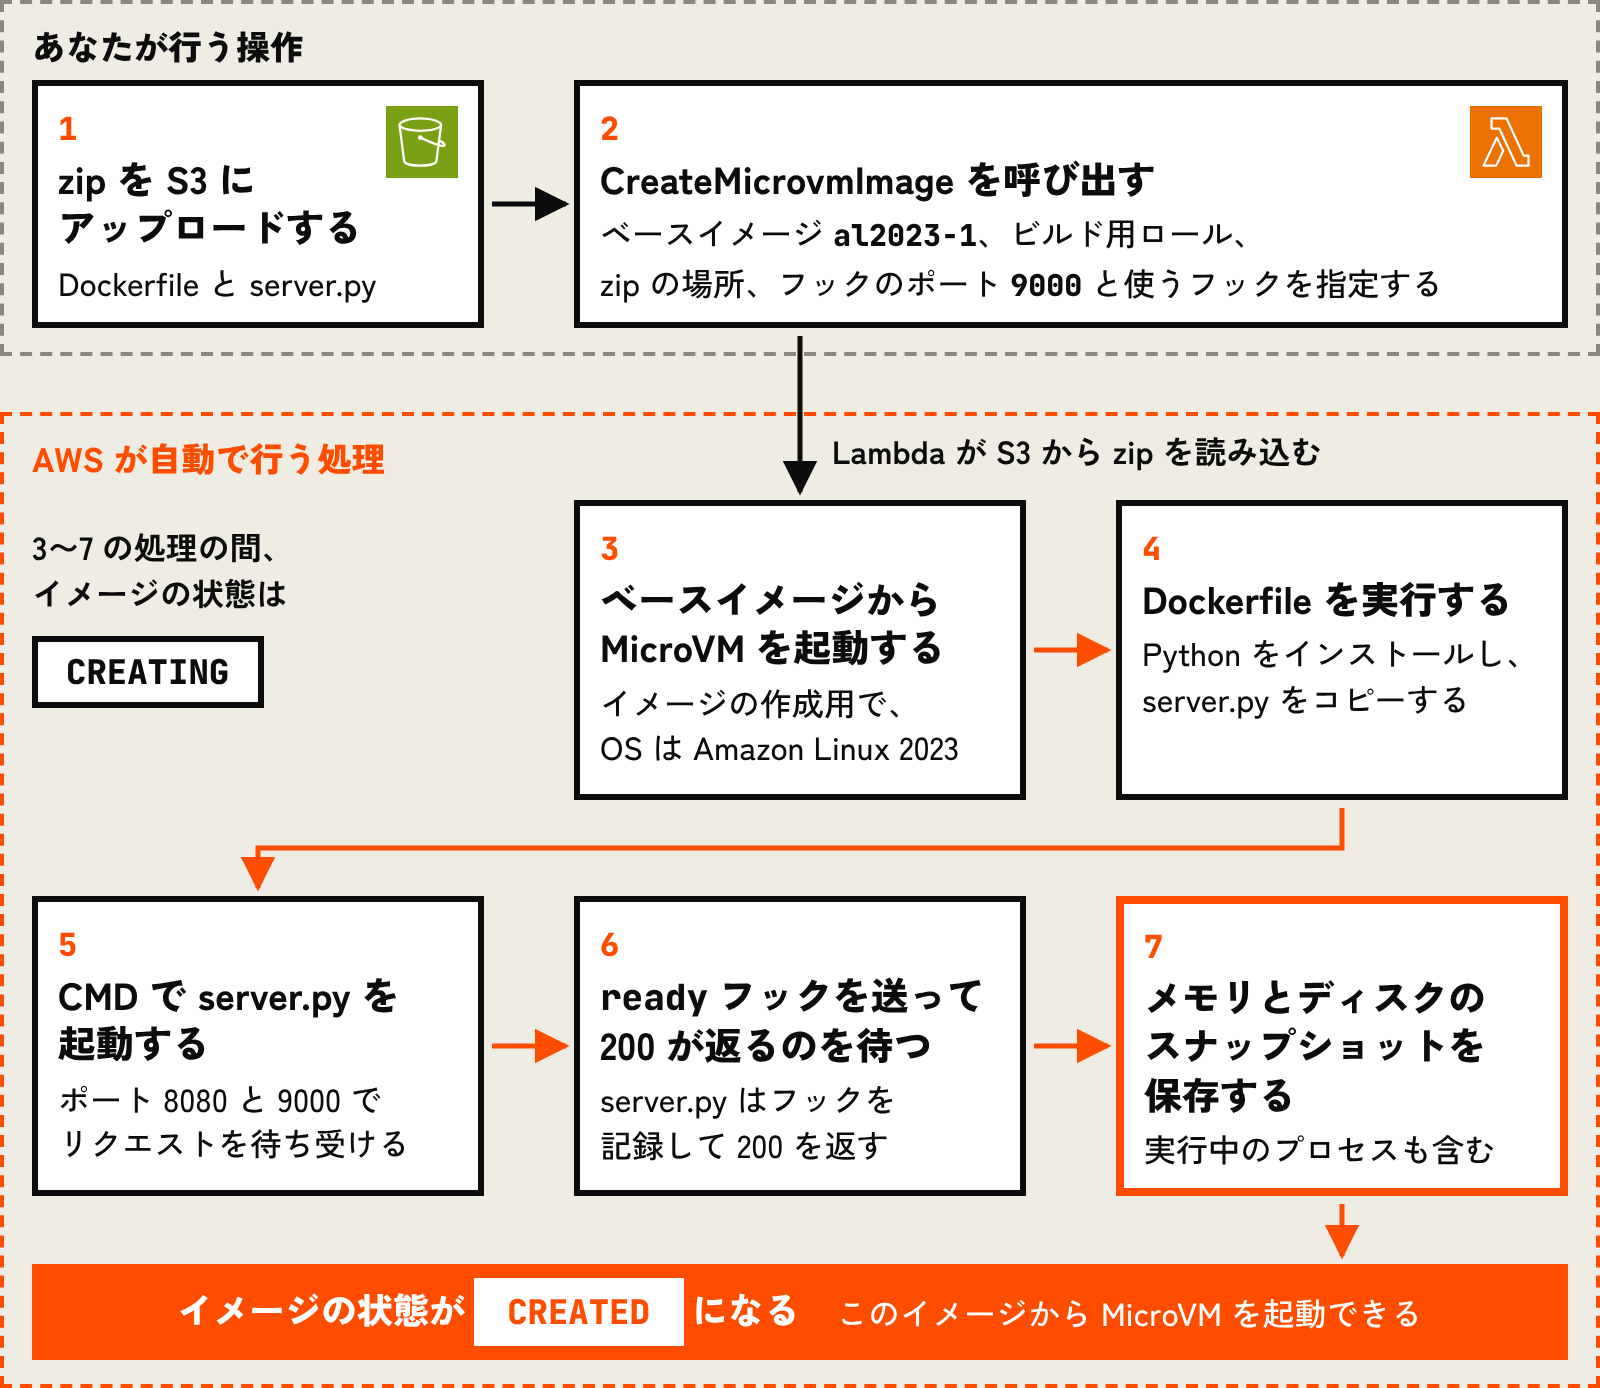 あなたが行う操作
1
zip を S3 に
アップロードする
Dockerfile と server.py
2
CreateMicrovmImage を呼び出す
ベースイメージ al2023-1、ビルド用ロール、
zip の場所、フックのポート 9000 と使うフックを指定する
AWS が自動で行う処理
Lambda が S3 から zip を読み込む
3〜7 の処理の間、
イメージの状態は
CREATING
3
ベースイメージから
MicroVM を起動する
イメージの作成用で、
OS は Amazon Linux 2023
4
Dockerfile を実行する
Python をインストールし、
server.py をコピーする
5
CMD で server.py を
起動する
ポート 8080 と 9000 で
リクエストを待ち受ける
6
ready フックを送って
200 が返るのを待つ
server.py はフックを
記録して 200 を返す
7
メモリとディスクの
スナップショットを
保存する
実行中のプロセスも含む
イメージの状態が CREATED になる このイメージから MicroVM を起動できる